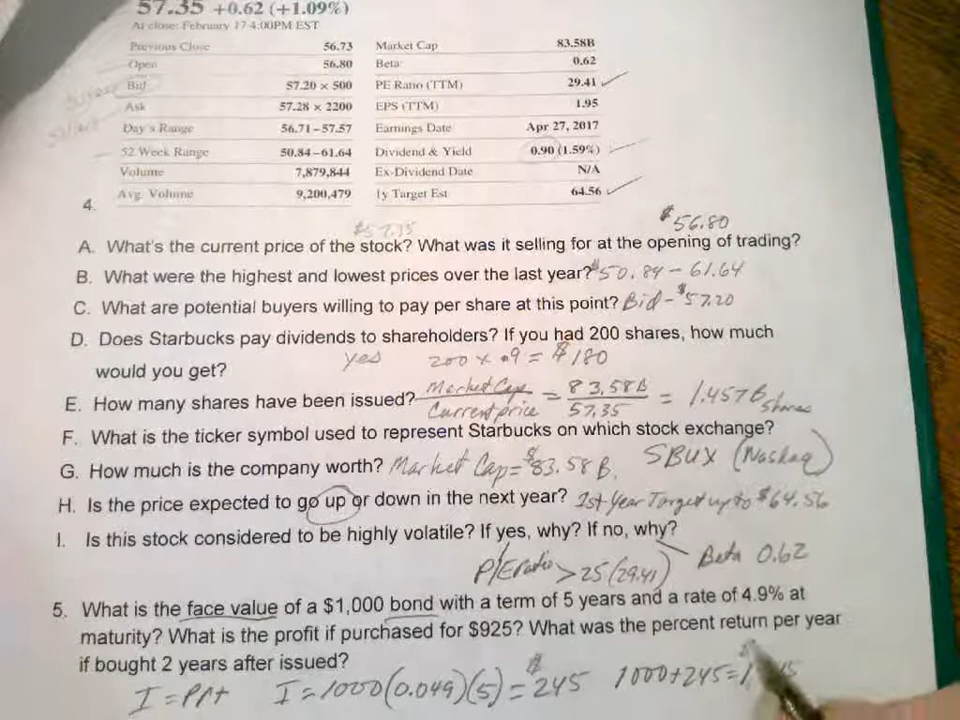 57.35 +0.62 (+1.09%)
At close: February 17 4:00PM EST
Previous Close 56.73 Market Cap 83.58B
Open 56.80 Beta 0.62
Bid 57.20 × 500 PE Ratio (TTM) 29.41
Ask 57.28 × 2200 EPS (TTM) 1.95
Day's Range 56.71–57.57 Earnings Date Apr 27, 2017
52 Week Range 50.84–61.64 Dividend & Yield 0.90 (1.59%)
Volume 7,879,844 Ex-Dividend Date N/A
Avg. Volume 9,200,479 1y Target Est 64.56
4.
$57.35 $56.80
A. What's the current price of the stock? What was it selling for at the opening of trading?
B. What were the highest and lowest prices over the last year? $50.84 – 61.64
C. What are potential buyers willing to pay per share at this point? Bid – $57.20
D. Does Starbucks pay dividends to shareholders? If you had 200 shares, how much
would you get? yes 200 × .9 = $180
E. How many shares have been issued? Market Cap / Current price = 83.58B / 57.35 = 1.457B shares
F. What is the ticker symbol used to represent Starbucks on which stock exchange?
G. How much is the company worth? Market Cap = $83.58B. SBUX (Nasdaq)
H. Is the price expected to go up or down in the next year? 1st-Year Target up to $64.56
I. Is this stock considered to be highly volatile? If yes, why? If no, why?
P/E ratio > 25 (29.41) Beta 0.62
5. What is the face value of a $1,000 bond with a term of 5 years and a rate of 4.9% at
maturity? What is the profit if purchased for $925? What was the percent return per year
if bought 2 years after issued?
I = Prt I = 1000(0.049)(5) = $245 1000+245=